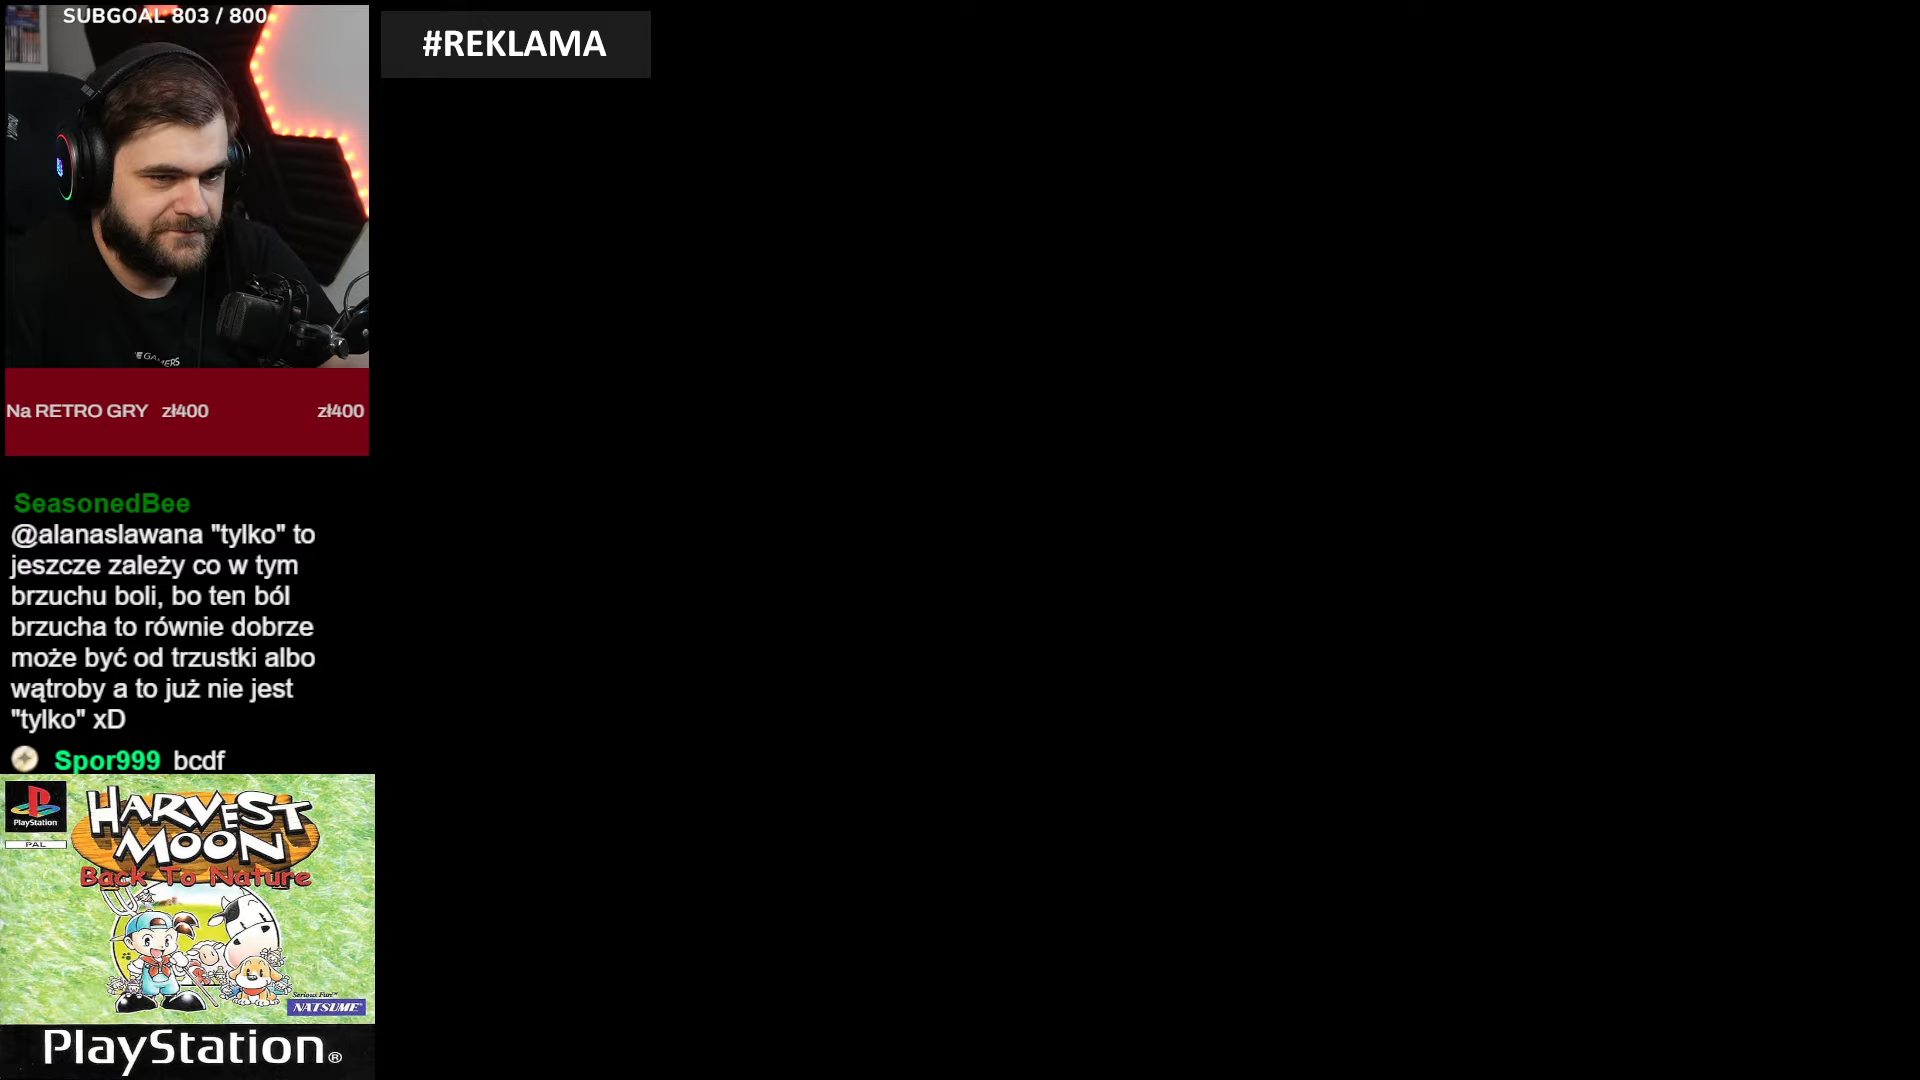 SUBGOAL 803 / 800
#REKLAMA
Na RETRO GRY zł400 zł400
SeasonedBee
@alanaslawana "tylko" to
jeszcze zależy co w tym
brzuchu boli, bo ten ból
brzucha to równie dobrze
może być od trzustki albo
wątroby a to już nie jest
"tylko" xD
Spor999 bcdf
PlayStation
PAL
HARVEST
MOON
Back To Nature
Serious Fun™
NATSUME®
PlayStation®